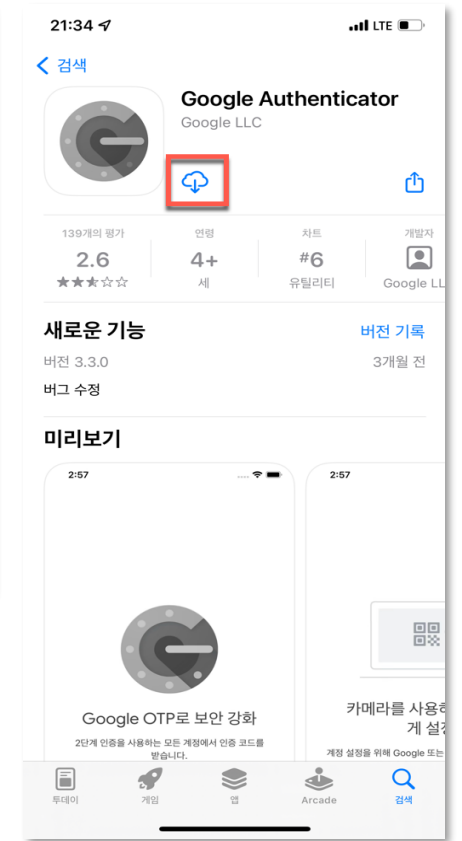 21:34
LTE
검색
Google Authenticator
Google LLC
139개의 평가
연령
차트
개발자
2.6
4+
#6
세
유틸리티
Google LL
새로운 기능
버전 기록
버전 3.3.0
3개월 전
버그 수정
미리보기
2:57
2:57
Google OTP로 보안 강화
2단계 인증을 사용하는 모든 계정에서 인증 코드를
받습니다.
카메라를 사용하
게 설정
계정 설정을 위해 Google 또는
투데이
게임
앱
Arcade
검색